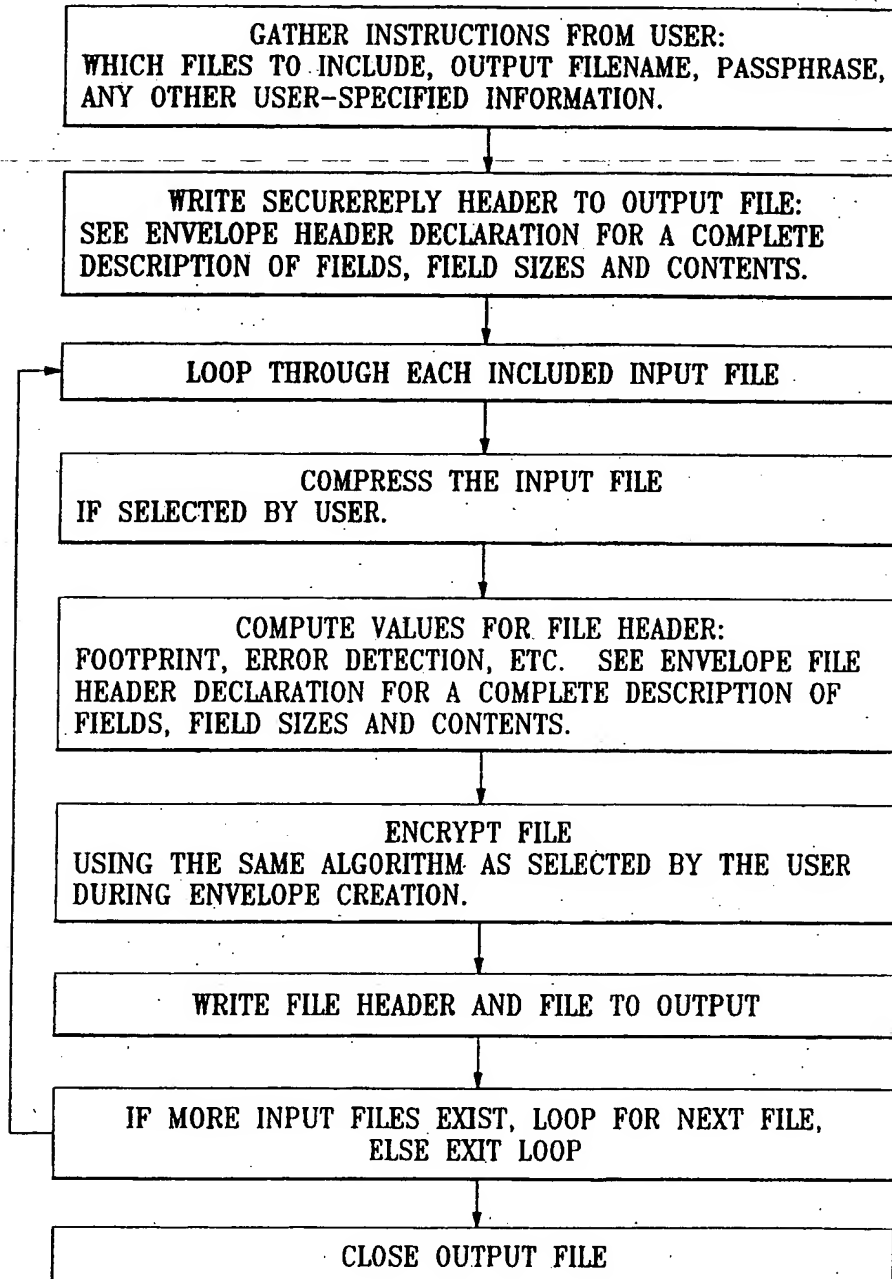 GATHER INSTRUCTIONS FROM USER:
WHICH FILES TO INCLUDE, OUTPUT FILENAME, PASSPHRASE,
ANY OTHER USER-SPECIFIED INFORMATION.
WRITE SECUREREPLY HEADER TO OUTPUT FILE:
SEE ENVELOPE HEADER DECLARATION FOR A COMPLETE
DESCRIPTION OF FIELDS, FIELD SIZES AND CONTENTS.
LOOP THROUGH EACH INCLUDED INPUT FILE
COMPRESS THE INPUT FILE
IF SELECTED BY USER.
COMPUTE VALUES FOR FILE HEADER:
FOOTPRINT, ERROR DETECTION, ETC. SEE ENVELOPE FILE
HEADER DECLARATION FOR A COMPLETE DESCRIPTION OF
FIELDS, FIELD SIZES AND CONTENTS.
ENCRYPT FILE
USING THE SAME ALGORITHM AS SELECTED BY THE USER
DURING ENVELOPE CREATION.
WRITE FILE HEADER AND FILE TO OUTPUT
IF MORE INPUT FILES EXIST, LOOP FOR NEXT FILE,
ELSE EXIT LOOP
CLOSE OUTPUT FILE